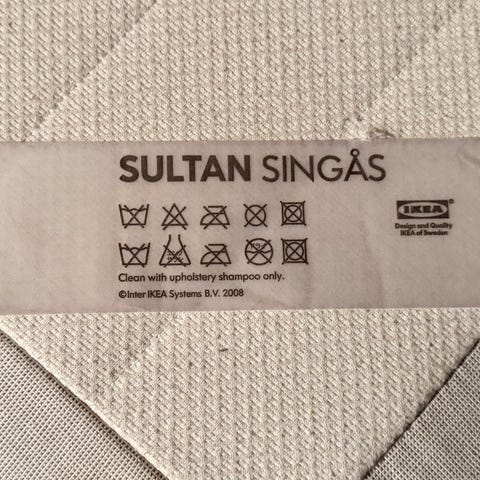 SULTAN SINGÅS
IKEA
Design and Quality
IKEA of Sweden
Clean with upholstery shampoo only.
©Inter IKEA Systems B.V. 2008